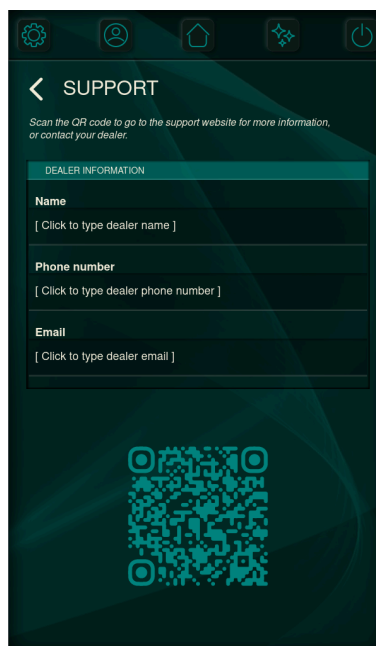 SUPPORT
Scan the QR code to go to the support website for more information,
or contact your dealer.
DEALER INFORMATION
Name
[ Click to type dealer name ]
Phone number
[ Click to type dealer phone number ]
Email
[ Click to type dealer email ]